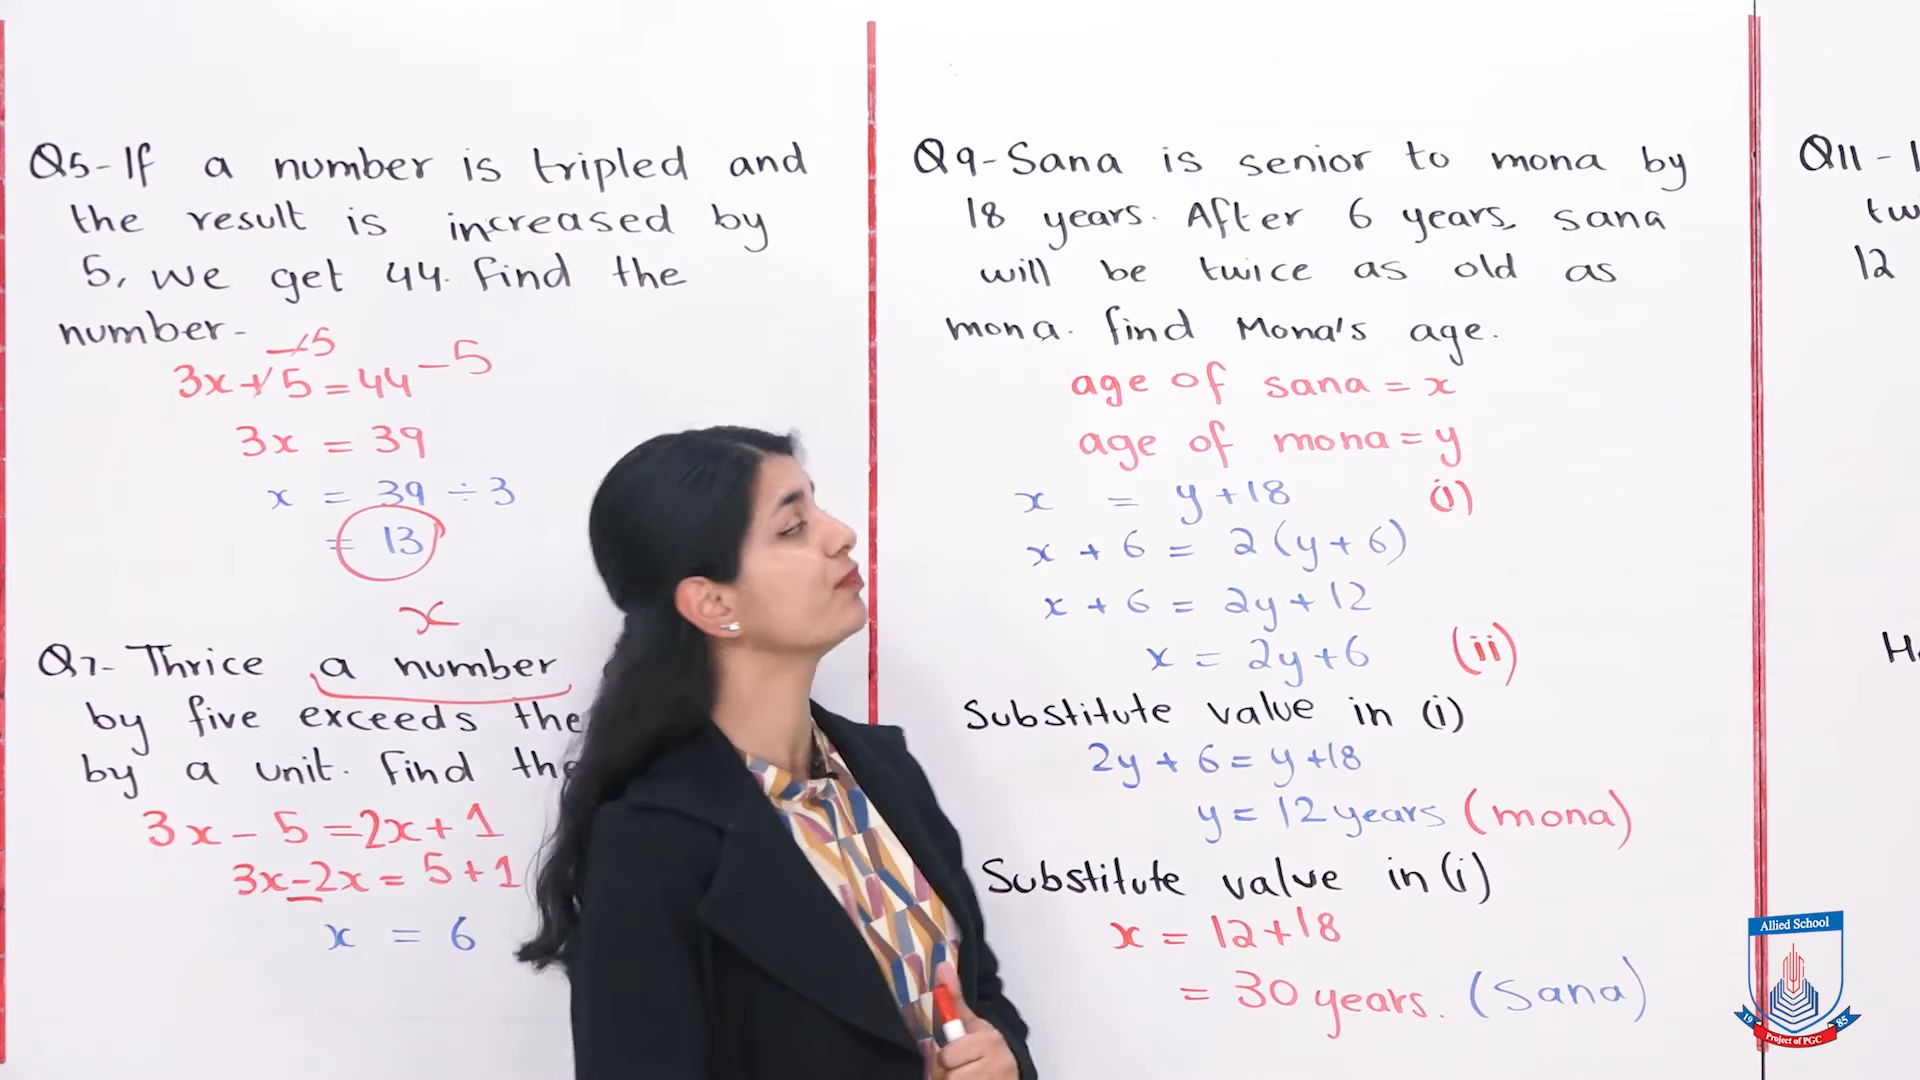 Q5-If a number is tripled and
the result is increased by
5, we get 44. find the
number-
-5
3x+5=44-5
3x = 39
x = 39 ÷ 3
= 13
x
Q7- Thrice a number
by five exceeds the
by a unit. find the
3x - 5 = 2x + 1
3x - 2x = 5 + 1
x = 6
Q9-Sana is senior to mona by
18 years. After 6 years, sana
will be twice as old as
mona. find Mona's age.
age of sana = x
age of mona = y
x = y + 18 (i)
x + 6 = 2(y + 6)
x + 6 = 2y + 12
x = 2y + 6 (ii)
Substitute value in (i)
2y + 6 = y + 18
y = 12 years (mona)
Substitute value in (i)
x = 12 + 18
= 30 years. (Sana)
Q11 -
12
Allied School
19 85
Project of PGC